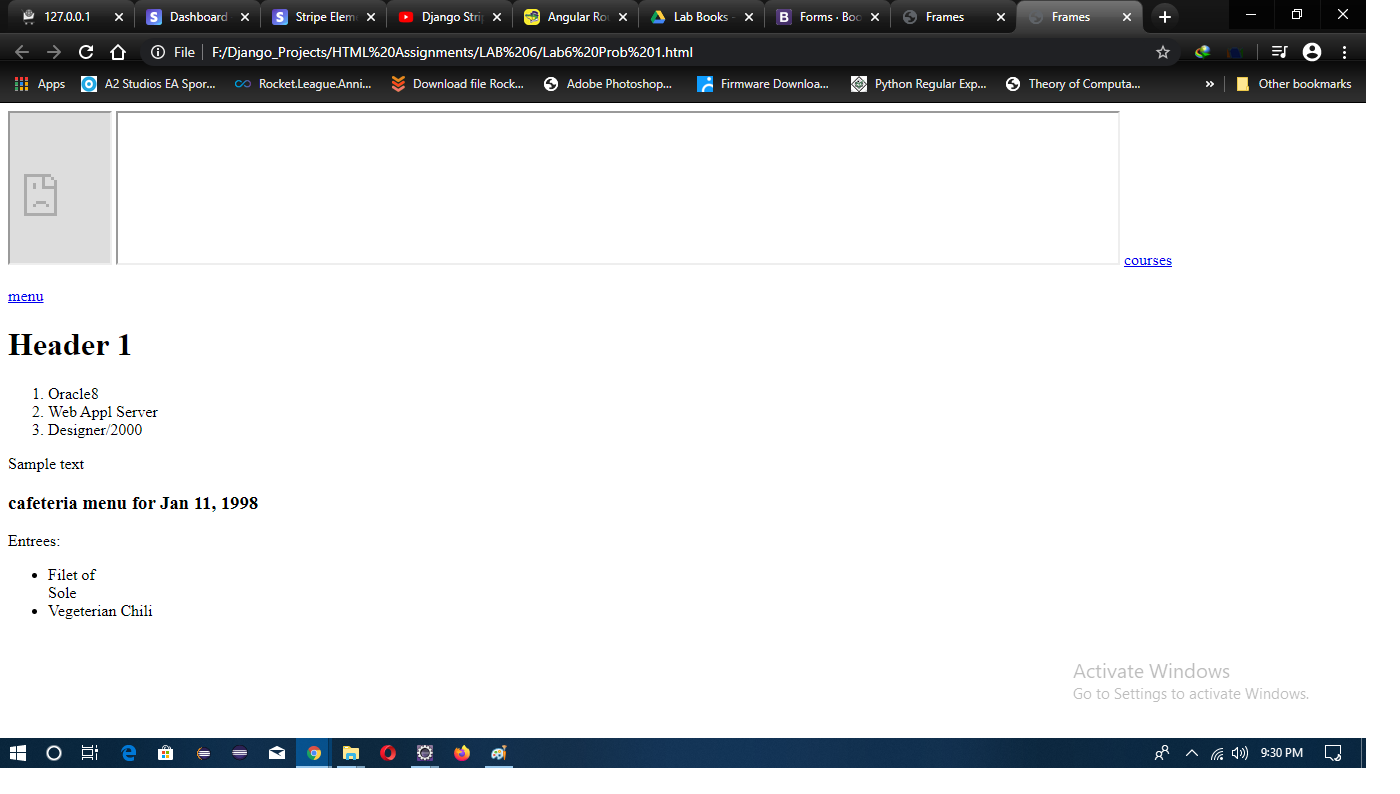 127.0.0.1
Dashboard
Stripe Elem
Django Stri
Angular Ro
Lab Books -
Forms · Boo
Frames
Frames
File | F:/Django_Projects/HTML%20Assignments/LAB%206/Lab6%20Prob%201.html
Apps
A2 Studios EA Spor...
Rocket.League.Anni...
Download file Rock...
Adobe Photoshop...
Firmware Downloa...
Python Regular Exp...
Theory of Computa...
»
Other bookmarks
courses
menu
Header 1
1. Oracle8
2. Web Appl Server
3. Designer/2000
Sample text
cafeteria menu for Jan 11, 1998
Entrees:
• Filet of
Sole
• Vegeterian Chili
Activate Windows
Go to Settings to activate Windows.
9:30 PM